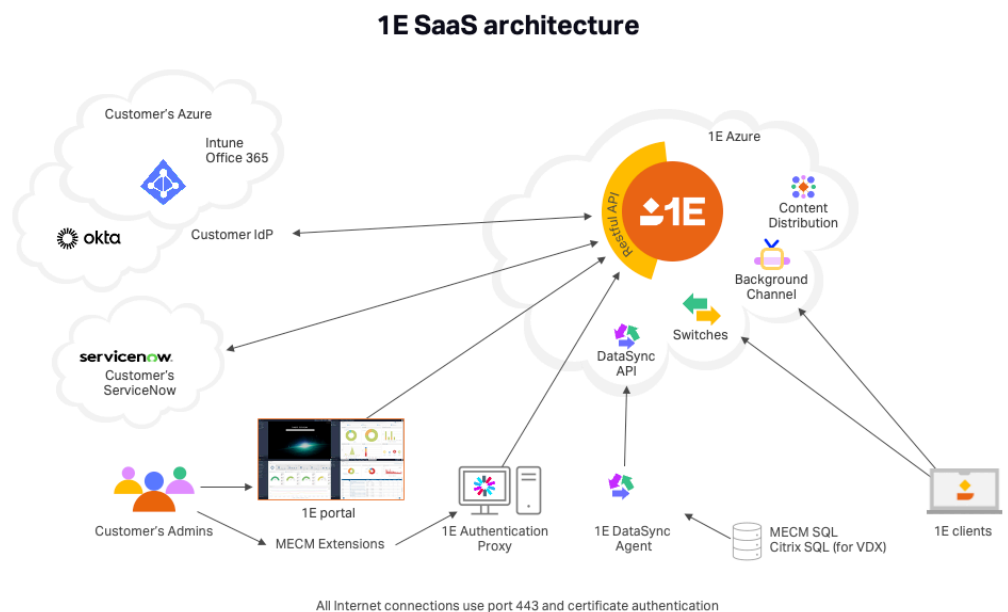 1E SaaS architecture
Customer's Azure
Intune
Office 365
okta
Customer IdP
servicenow.
Customer's
ServiceNow
1E Azure
Restful API
1E
Content
Distribution
Background
Channel
Switches
DataSync
API
Customer's Admins
1E portal
MECM Extensions
1E Authentication
Proxy
1E DataSync
Agent
MECM SQL
Citrix SQL (for VDX)
1E clients
All Internet connections use port 443 and certificate authentication